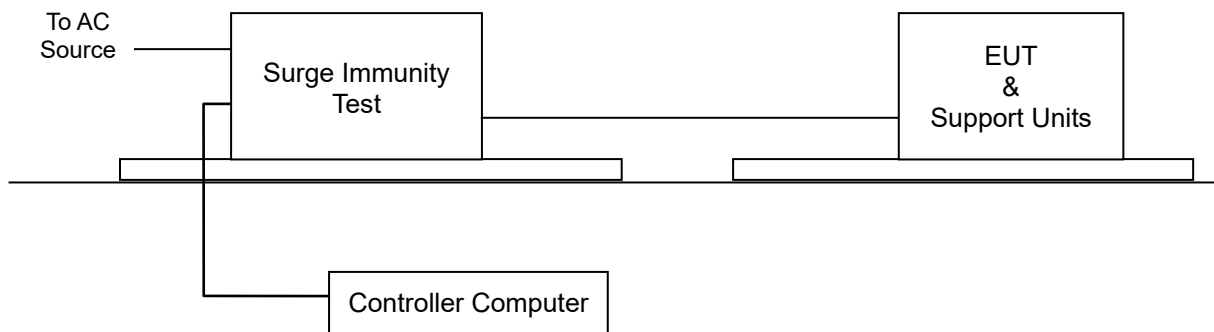 To AC
Source
Surge Immunity
Test
EUT
&
Support Units
Controller Computer